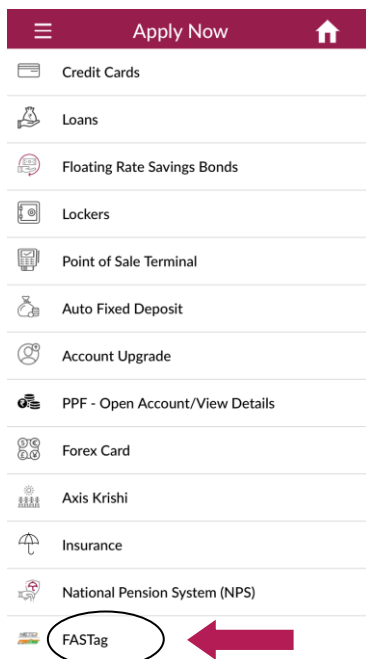 Apply Now
Credit Cards
Loans
Floating Rate Savings Bonds
Lockers
Point of Sale Terminal
Auto Fixed Deposit
Account Upgrade
PPF - Open Account/View Details
Forex Card
Axis Krishi
Insurance
National Pension System (NPS)
FASTag